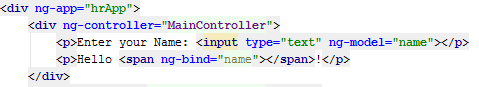 <div ng-app="hrApp">
<div ng-controller="MainController">
<p>Enter your Name: <input type="text" ng-model="name"></p>
<p>Hello <span ng-bind="name"></span>!</p>
</div>